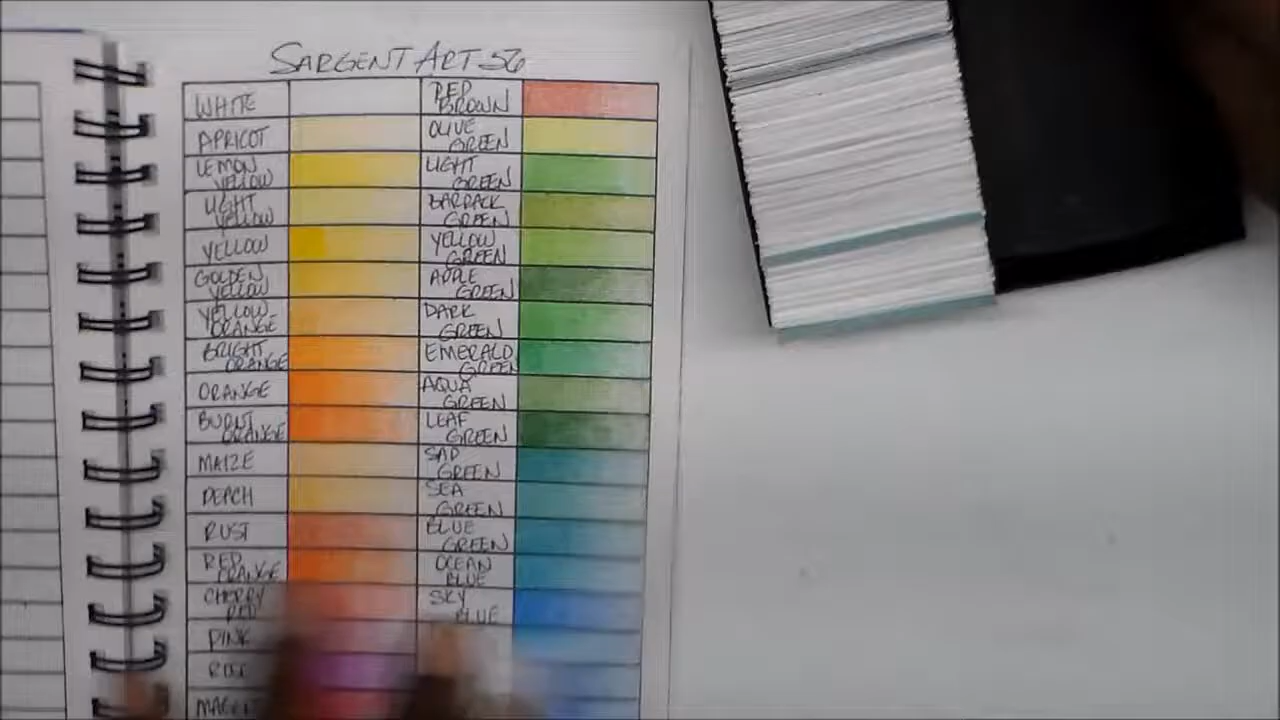 SARGENT ART 56
WHITE
RED
BROWN
APRICOT
OLIVE
GREEN
LEMON
YELLOW
LIGHT
GREEN
LIGHT
YELLOW
GREEN
YELLOW
YELLOW
GREEN
GOLDEN
YELLOW
APPLE
GREEN
YELLOW
ORANGE
DARK
GREEN
BRIGHT
ORANGE
EMERALD
GREEN
ORANGE
AQUA
GREEN
BURNT
ORANGE
LEAF
GREEN
MAIZE
SAP
GREEN
PEACH
SEA
GREEN
RUST
BLUE
GREEN
RED
ORANGE
OCEAN
BLUE
CHERRY
RED
SKY
BLUE
PINK